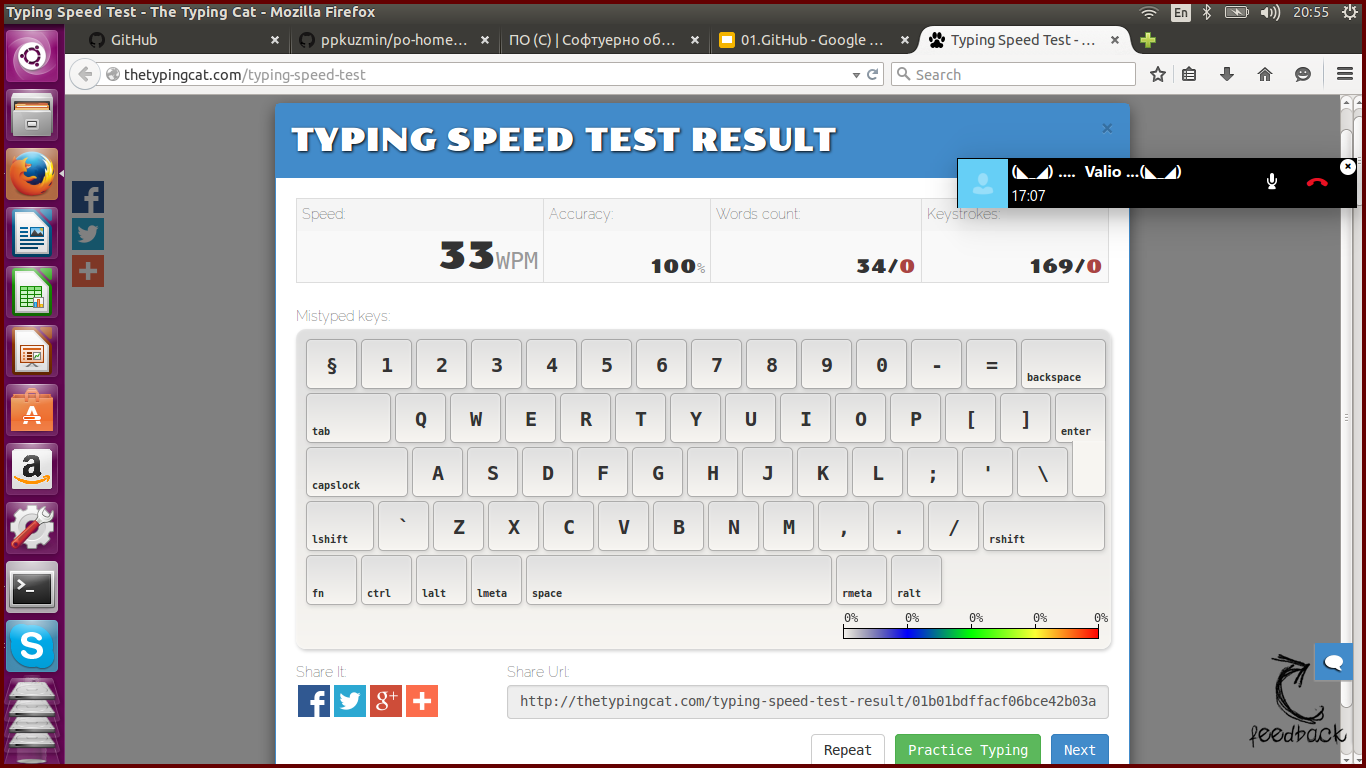 Typing Speed Test - The Typing Cat - Mozilla Firefox
En
20:55
GitHub
ppkuzmin/po-home...
ПО (С) | Софтуерно об...
01.GitHub - Google ...
Typing Speed Test - ...
thetypingcat.com/typing-speed-test
Search
TYPING SPEED TEST RESULT
(◣_◢) .... Valio ...(◣_◢)
17:07
Speed:
Accuracy:
Words count:
Keystrokes:
33WPM
100%
34/0
169/0
Mistyped keys:
§ 1 2 3 4 5 6 7 8 9 0 - = backspace
tab Q W E R T Y U I O P [ ] enter
capslock A S D F G H J K L ; ' \
lshift ` Z X C V B N M , . / rshift
fn ctrl lalt lmeta space rmeta ralt
0% 0% 0% 0% 0%
Share It:
Share Url:
http://thetypingcat.com/typing-speed-test-result/01b01bdffacf06bce42b03a
feedback
Repeat
Practice Typing
Next